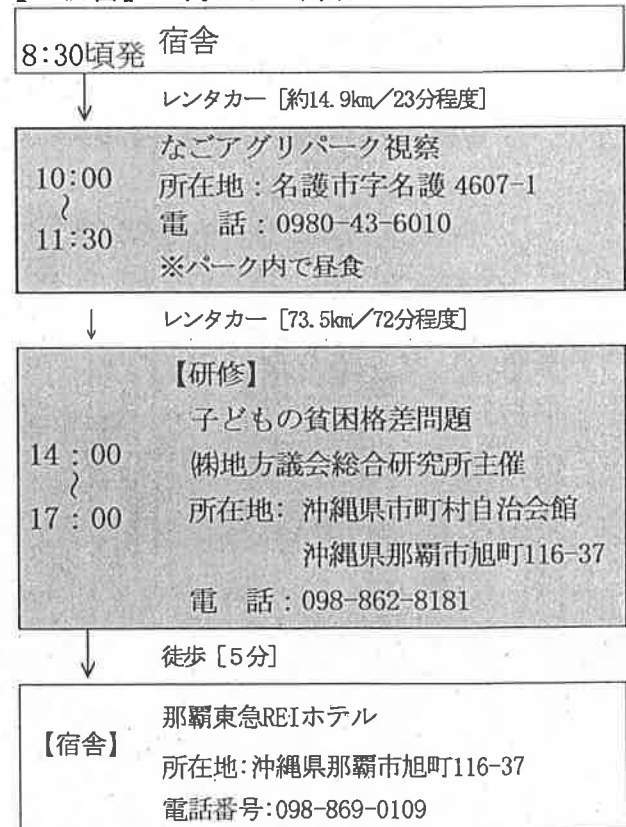 8:30頃発 宿舎
レンタカー [約14.9km/23分程度]
なごアグリパーク視察
10:00
所在地:名護市字名護 4607-1
〜
電 話:0980-43-6010
11:30
※パーク内で昼食
レンタカー [73.5km/72分程度]
【研修】
子どもの貧困格差問題
14:00
㈱地方議会総合研究所主催
〜
17:00
所在地: 沖縄県市町村自治会館
沖縄県那覇市旭町116-37
電 話:098-862-8181
徒歩 [5分]
那覇東急REIホテル
【宿舎】
所在地:沖縄県那覇市旭町116-37
電話番号:098-869-0109